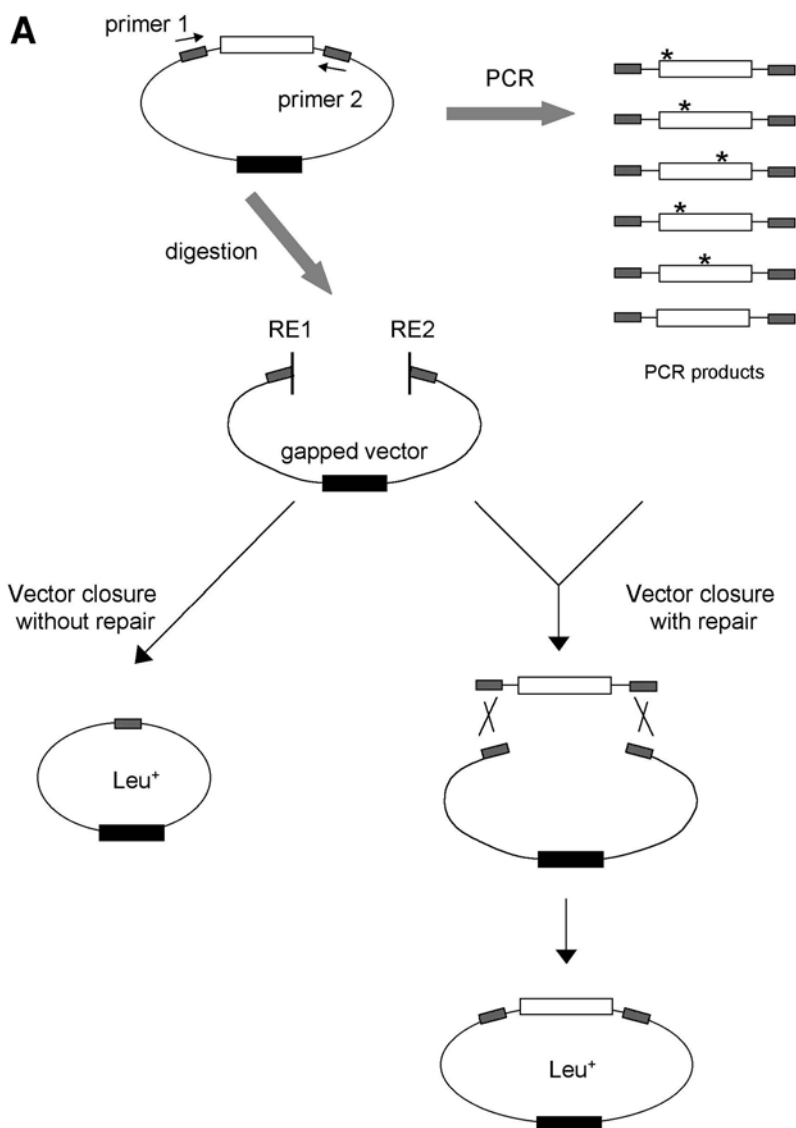 A
primer 1
primer 2
PCR
*
*
*
*
*
PCR products
digestion
RE1 RE2
gapped vector
Vector closure
without repair
Vector closure
with repair
Leu⁺
Leu⁺